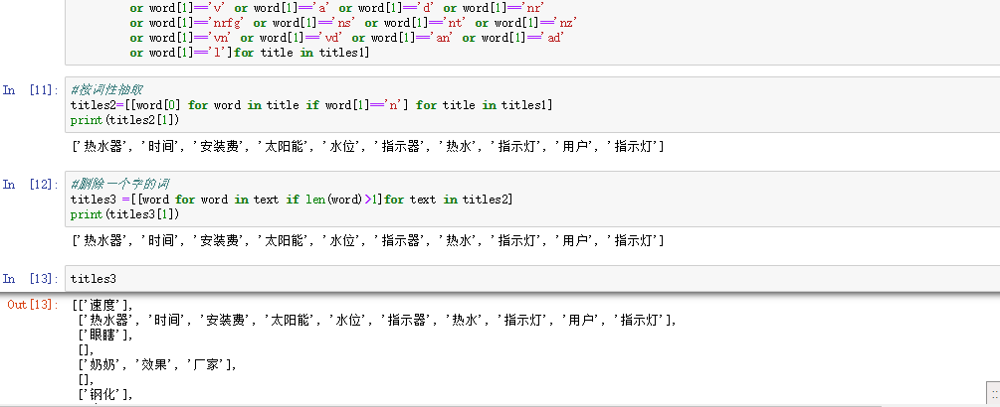 or word[1]=='v' or word[1]=='a' or word[1]=='d' or word[1]=='nr'
or word[1]=='nrfg' or word[1]=='ns' or word[1]=='nt' or word[1]=='nz'
or word[1]=='vn' or word[1]=='vd' or word[1]=='an' or word[1]=='ad'
or word[1]=='l']for title in titles1]
In [11]: #按词性抽取
titles2=[[word[0] for word in title if word[1]=='n'] for title in titles1]
print(titles2[1])
['热水器', '时间', '安装费', '太阳能', '水位', '指示器', '热水', '指示灯', '用户', '指示灯']
In [12]: #删除一个字的词
titles3 =[[word for word in text if len(word)>1]for text in titles2]
print(titles3[1])
['热水器', '时间', '安装费', '太阳能', '水位', '指示器', '热水', '指示灯', '用户', '指示灯']
In [13]: titles3
Out[13]: [['速度'],
['热水器', '时间', '安装费', '太阳能', '水位', '指示器', '热水', '指示灯', '用户', '指示灯'],
['眼瞎'],
[],
['奶奶', '效果', '厂家'],
[],
['钢化'],